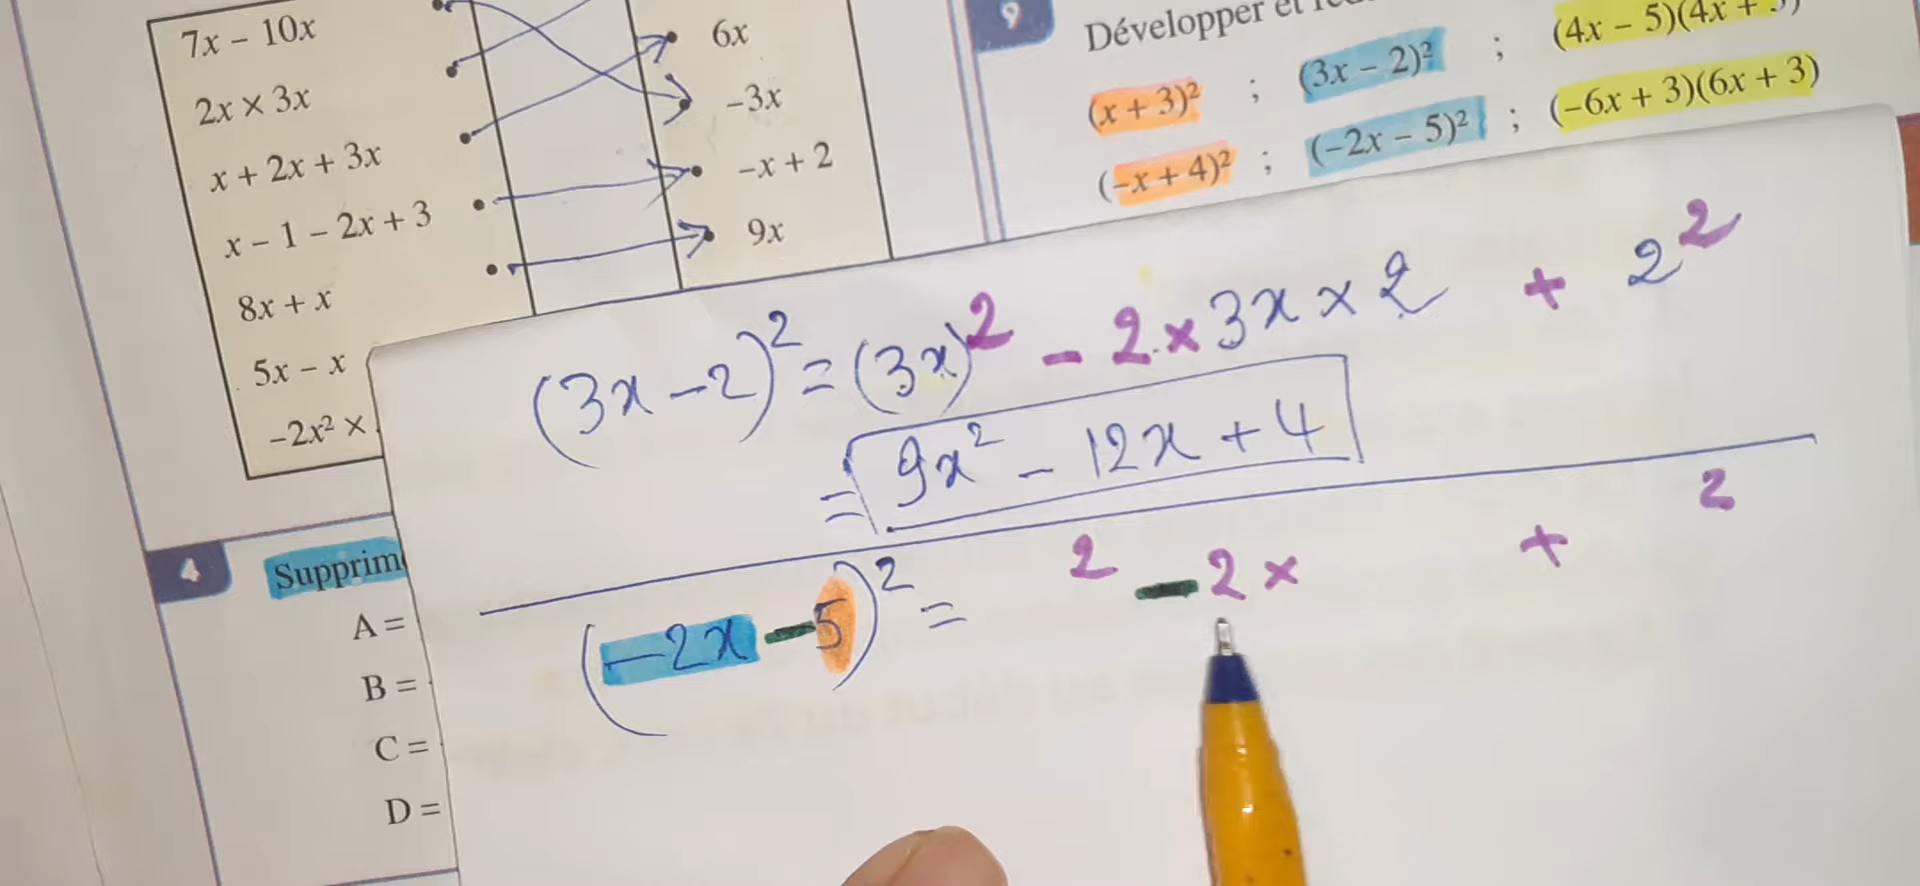 7x – 10x
2x × 3x
x + 2x + 3x
x – 1 – 2x + 3
8x + x
5x – x
–2x² ×
6x
–3x
–x + 2
9x
9
Développer et
(x + 3)² ; (3x – 2)² ; (4x – 5)(4x +
(–x + 4)² ; (–2x – 5)² ; (–6x + 3)(6x + 3)
(3x – 2)² = (3x)² – 2 × 3x × 2 + 2²
= 9x² – 12x + 4
(–2x – 5)² = ² – 2 × + ²
4
Supprim
A =
B =
C =
D =